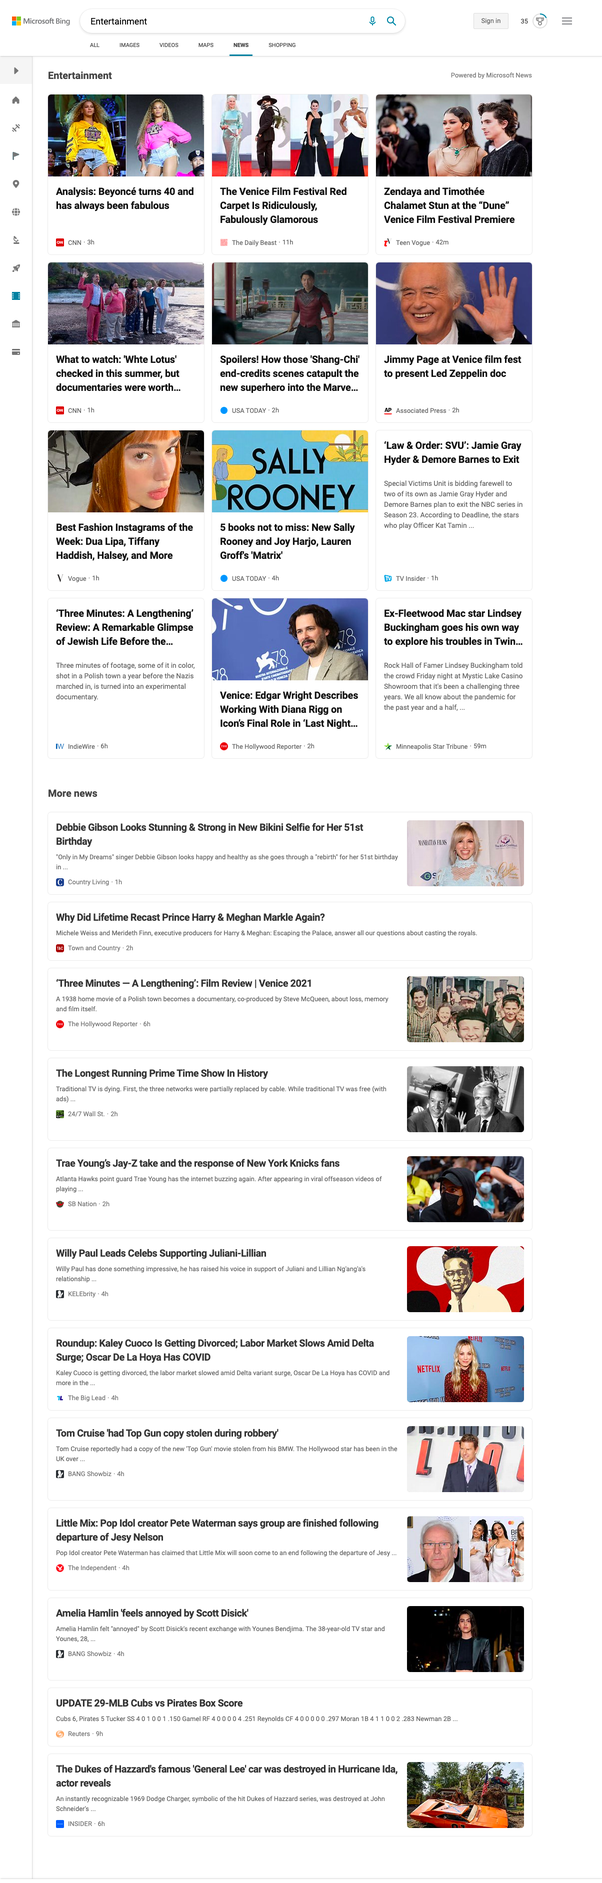 Microsoft Bing
Entertainment
Sign in
35
ALL IMAGES VIDEOS MAPS NEWS SHOPPING
Entertainment
Powered by Microsoft News
Analysis: Beyoncé turns 40 and
has always been fabulous
CNN · 3h
The Venice Film Festival Red
Carpet Is Ridiculously,
Fabulously Glamorous
The Daily Beast · 11h
Zendaya and Timothée
Chalamet Stun at the “Dune”
Venice Film Festival Premiere
Teen Vogue · 42m
What to watch: 'Whte Lotus'
checked in this summer, but
documentaries were worth...
CNN · 1h
Spoilers! How those 'Shang-Chi'
end-credits scenes catapult the
new superhero into the Marve...
USA TODAY · 2h
Jimmy Page at Venice film fest
to present Led Zeppelin doc
AP
Associated Press · 2h
Best Fashion Instagrams of the
Week: Dua Lipa, Tiffany
Haddish, Halsey, and More
Vogue · 1h
SALLY
ROONEY
5 books not to miss: New Sally
Rooney and Joy Harjo, Lauren
Groff's 'Matrix'
USA TODAY · 4h
‘Law & Order: SVU’: Jamie Gray
Hyder & Demore Barnes to Exit
Special Victims Unit is bidding farewell to
two of its own as Jamie Gray Hyder and
Demore Barnes plan to exit the NBC series in
Season 23. According to Deadline, the stars
who play Officer Kat Tamin ...
TV Insider · 1h
‘Three Minutes: A Lengthening’
Review: A Remarkable Glimpse
of Jewish Life Before the...
Three minutes of footage, some of it in color,
shot in a Polish town a year before the Nazis
marched in, is turned into an experimental
documentary.
IW
IndieWire · 6h
78
78
Venice: Edgar Wright Describes
Working With Diana Rigg on
Icon’s Final Role in ‘Last Night...
The Hollywood Reporter · 2h
Ex-Fleetwood Mac star Lindsey
Buckingham goes his own way
to explore his troubles in Twin...
Rock Hall of Famer Lindsey Buckingham told
the crowd Friday night at Mystic Lake Casino
Showroom that it's been a challenging three
years. We all know about the pandemic for
the past year and a half, ...
Minneapolis Star Tribune · 59m
More news
Debbie Gibson Looks Stunning & Strong in New Bikini Selfie for Her 51st
Birthday
"Only in My Dreams" singer Debbie Gibson looks happy and healthy as she goes through a "rebirth" for her 51st birthday
in ...
Country Living · 1h
MANHATTAN FILMS
Why Did Lifetime Recast Prince Harry & Meghan Markle Again?
Michele Weiss and Merideth Finn, executive producers for Harry & Meghan: Escaping the Palace, answer all our questions about casting the royals.
Town and Country · 2h
‘Three Minutes — A Lengthening’: Film Review | Venice 2021
A 1938 home movie of a Polish town becomes a documentary, co-produced by Steve McQueen, about loss, memory
and film itself.
The Hollywood Reporter · 6h
The Longest Running Prime Time Show In History
Traditional TV is dying. First, the three networks were partially replaced by cable. While traditional TV was free (with
ads) ...
24/7 Wall St. · 2h
Trae Young’s Jay-Z take and the response of New York Knicks fans
Atlanta Hawks point guard Trae Young has the internet buzzing again. After appearing in viral offseason videos of
playing ...
SB Nation · 2h
Willy Paul Leads Celebs Supporting Juliani-Lillian
Willy Paul has done something impressive, he has raised his voice in support of Juliani and Lillian Ng'ang'a's
relationship ...
KELEbrity · 4h
Roundup: Kaley Cuoco Is Getting Divorced; Labor Market Slows Amid Delta
Surge; Oscar De La Hoya Has COVID
Kaley Cuoco is getting divorced, the labor market slowed amid Delta variant surge, Oscar De La Hoya has COVID and
more in the ...
The Big Lead · 4h
NETFLIX
Tom Cruise 'had Top Gun copy stolen during robbery'
Tom Cruise reportedly had a copy of the new 'Top Gun' movie stolen from his BMW. The Hollywood star has been in the
UK over ...
BANG Showbiz · 4h
Little Mix: Pop Idol creator Pete Waterman says group are finished following
departure of Jesy Nelson
Pop Idol creator Pete Waterman has claimed that Little Mix will soon come to an end following the departure of Jesy ...
The Independent · 4h
Amelia Hamlin 'feels annoyed by Scott Disick'
Amelia Hamlin felt "annoyed" by Scott Disick's recent exchange with Younes Bendjima. The 38-year-old TV star and
Younes, 28, ...
BANG Showbiz · 4h
UPDATE 29-MLB Cubs vs Pirates Box Score
Cubs 6, Pirates 5 Tucker SS 4 0 1 0 0 1 .150 Gamel RF 4 0 0 0 0 4 .251 Reynolds CF 4 0 0 0 0 0 .297 Moran 1B 4 1 1 0 0 2 .283 Newman 2B ...
Reuters · 9h
The Dukes of Hazzard's famous 'General Lee' car was destroyed in Hurricane Ida,
actor reveals
An instantly recognizable 1969 Dodge Charger, symbolic of the hit Dukes of Hazzard series, was destroyed at John
Schneider's ...
INSIDER · 6h